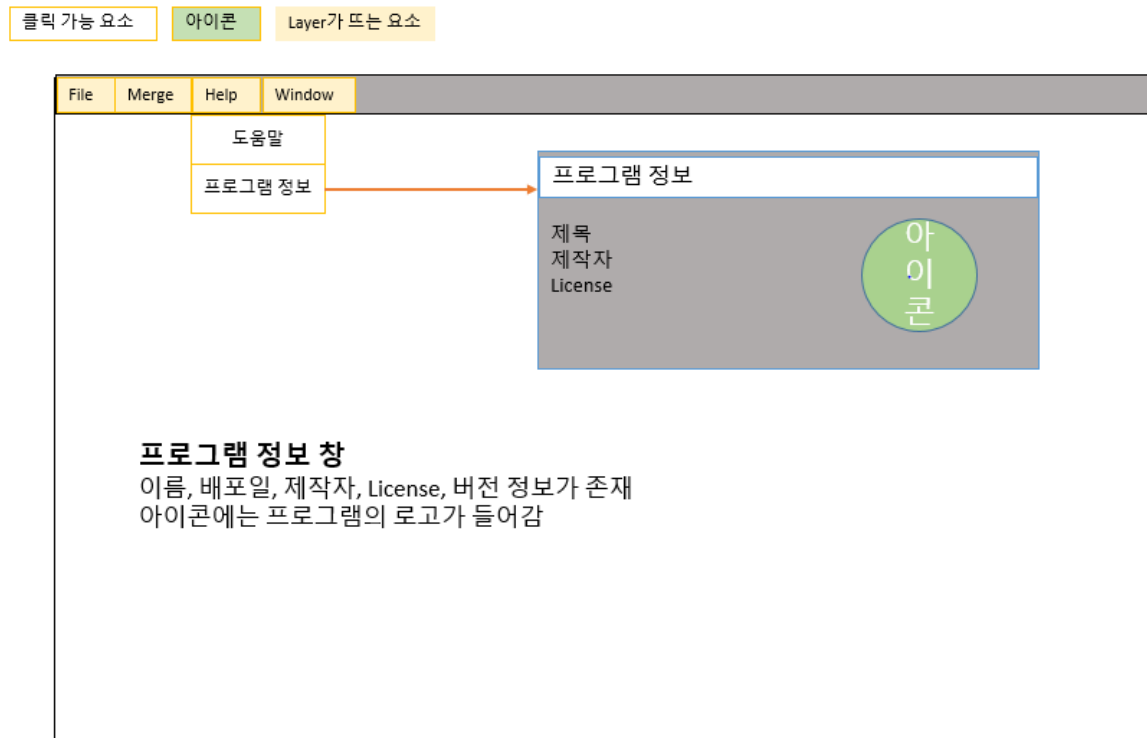 클릭 가능 요소
아이콘
Layer가 뜨는 요소
File
Merge
Help
Window
도움말
프로그램 정보
프로그램 정보
제목
제작자
License
아
이
콘
프로그램 정보 창
이름, 배포일, 제작자, License, 버전 정보가 존재
아이콘에는 프로그램의 로고가 들어감